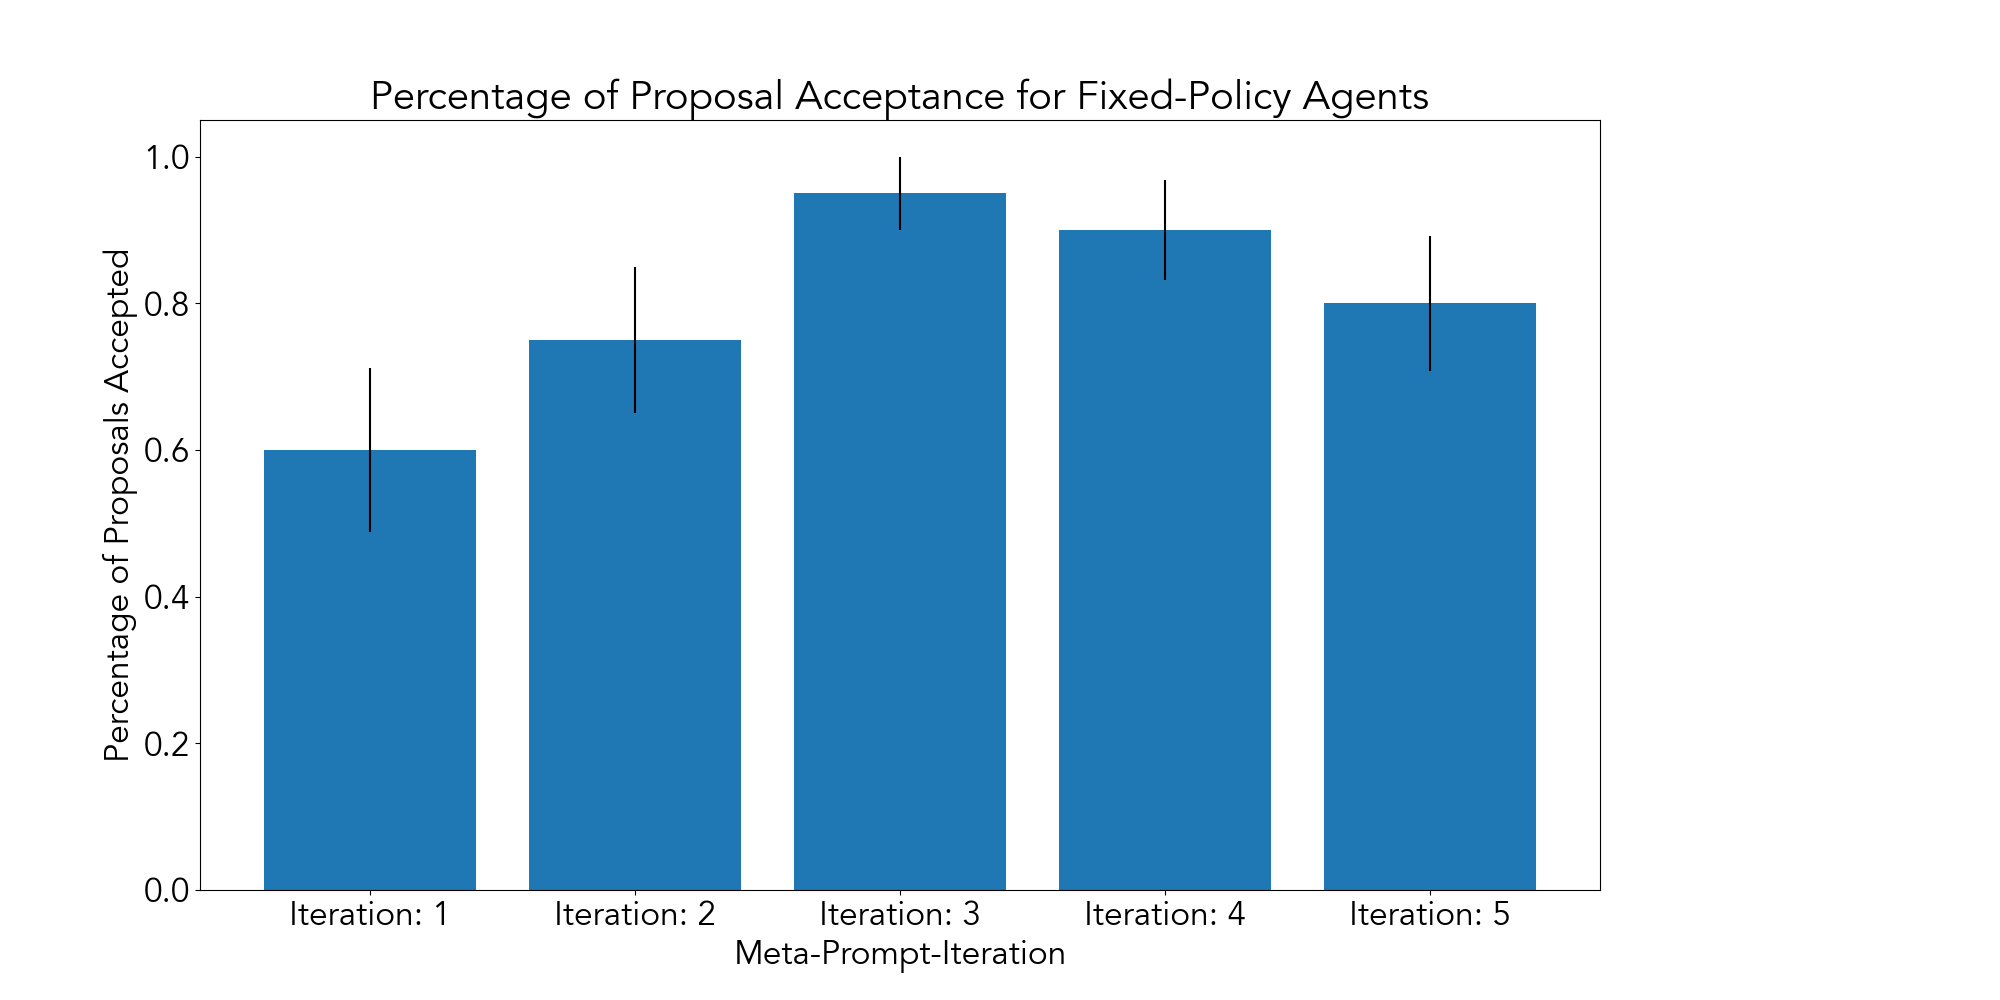 Percentage of Proposal Acceptance for Fixed-Policy Agents
Percentage of Proposals Accepted
1.0
0.8
0.6
0.4
0.2
0.0
Iteration: 1
Iteration: 2
Iteration: 3
Iteration: 4
Iteration: 5
Meta-Prompt-Iteration